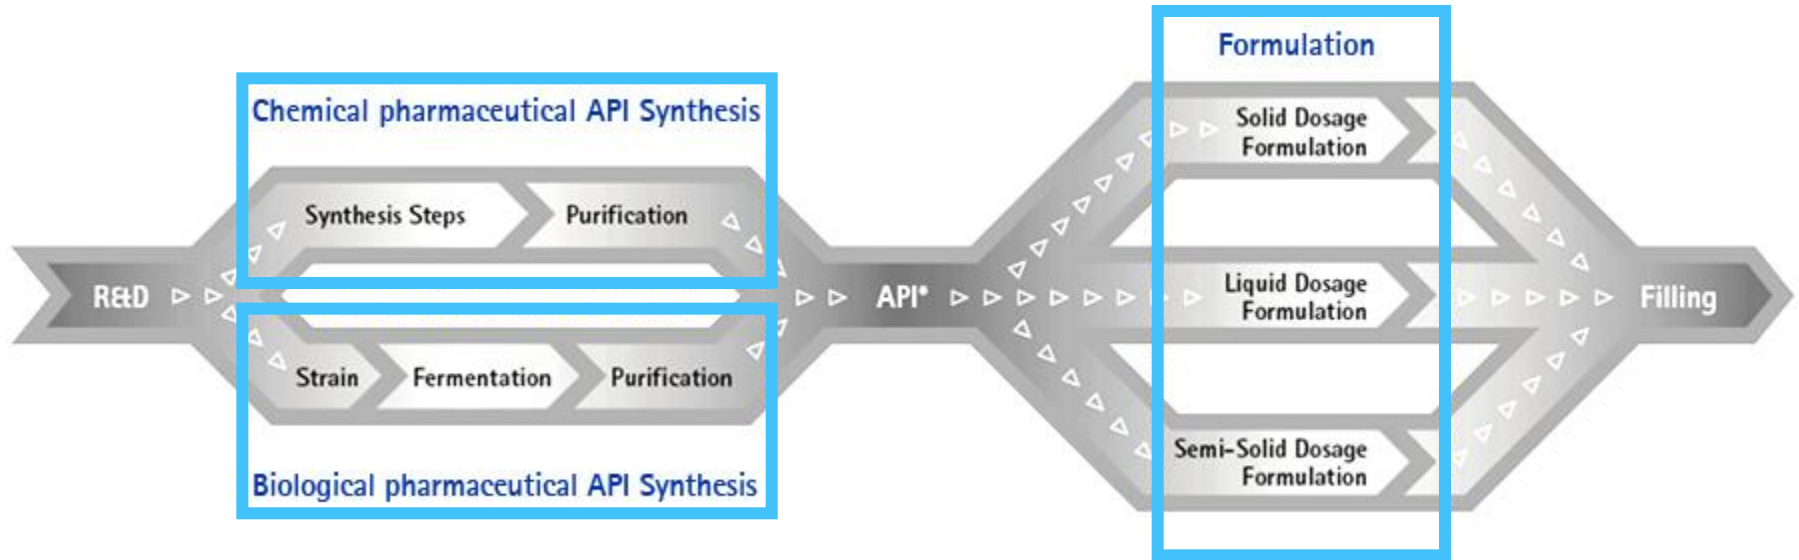 Formulation
Chemical pharmaceutical API Synthesis
Solid Dosage
Formulation
Synthesis Steps
Purification
R&D
API*
Liquid Dosage
Formulation
Filling
Strain
Fermentation
Purification
Semi-Solid Dosage
Formulation
Biological pharmaceutical API Synthesis